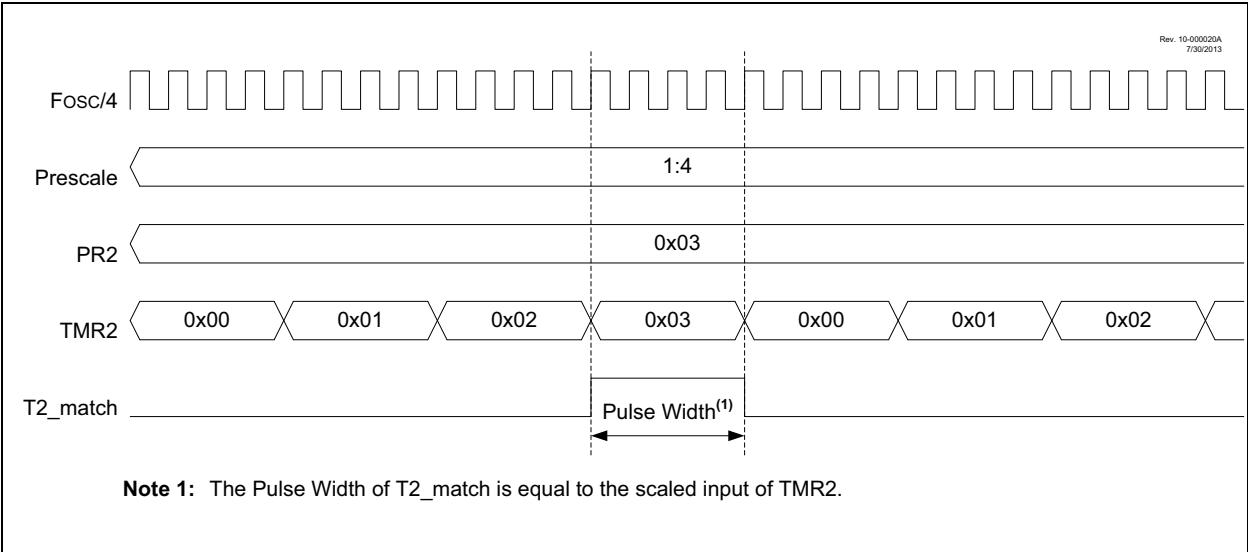 Rev. 10-000020A
7/30/2013
Fosc/4
Prescale
1:4
PR2
0x03
TMR2
0x00
0x01
0x02
0x03
0x00
0x01
0x02
T2_match
Pulse Width(1)
Note 1: The Pulse Width of T2_match is equal to the scaled input of TMR2.